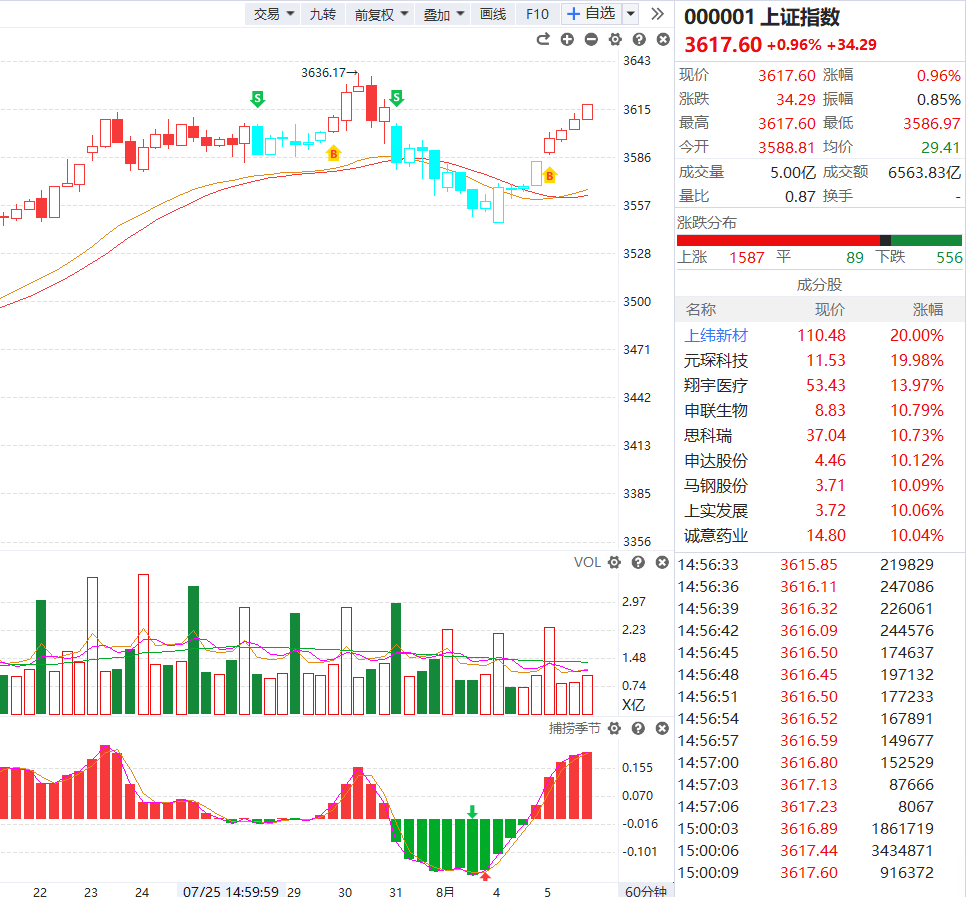 交易 九转 前复权 叠加 画线 F10 +自选
000001 上证指数
3617.60 +0.96% +34.29
现价 3617.60 涨幅 0.96%
涨跌 34.29 振幅 0.85%
最高 3617.60 最低 3586.97
今开 3588.81 均价 29.41
成交量 5.00亿 成交额 6563.83亿
量比 0.87 换手 -
涨跌分布
上涨 1587 平 89 下跌 556
成分股
名称 现价 涨幅
上纬新材 110.48 20.00%
元琛科技 11.53 19.98%
翔宇医疗 53.43 13.97%
申联生物 8.83 10.79%
思科瑞 37.04 10.73%
申达股份 4.46 10.12%
马钢股份 3.71 10.09%
上实发展 3.72 10.06%
诚意药业 14.80 10.04%
14:56:33 3615.85 219829
14:56:36 3616.11 247086
14:56:39 3616.32 226061
14:56:42 3616.09 244576
14:56:45 3616.50 174637
14:56:48 3616.45 197132
14:56:51 3616.50 177233
14:56:54 3616.52 167891
14:56:57 3616.59 149677
14:57:00 3616.80 152529
14:57:03 3617.13 87666
14:57:06 3617.23 8067
15:00:03 3616.89 1861719
15:00:06 3617.44 3434871
15:00:09 3617.60 916372
3636.17→
S
S
B
B
3643
3615
3586
3557
3528
3500
3471
3442
3413
3385
3356
VOL
2.97
2.23
1.48
0.74
X亿
捕捞季节
0.155
0.070
-0.016
-0.101
22 23 24 07/25 14:59:59 29 30 31 8月 4 5 60分钟